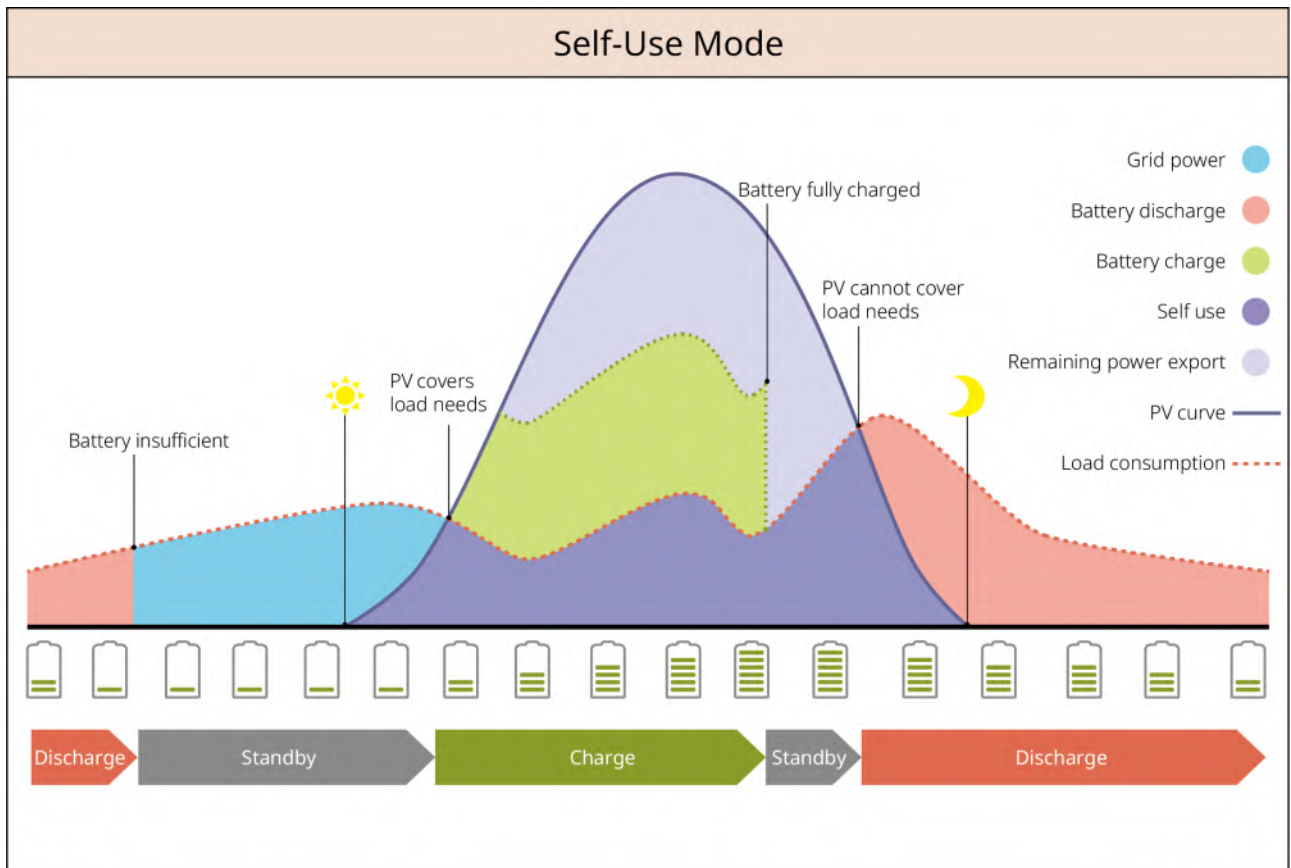 Self-Use Mode
Grid power
Battery discharge
Battery charge
Self use
Remaining power export
PV curve
Load consumption
Battery fully charged
PV cannot cover
load needs
PV covers
load needs
Battery insufficient
Discharge
Standby
Charge
Standby
Discharge